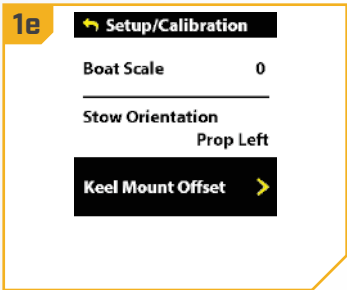 1e
Setup/Calibration
Boat Scale 0
Stow Orientation
Prop Left
Keel Mount Offset